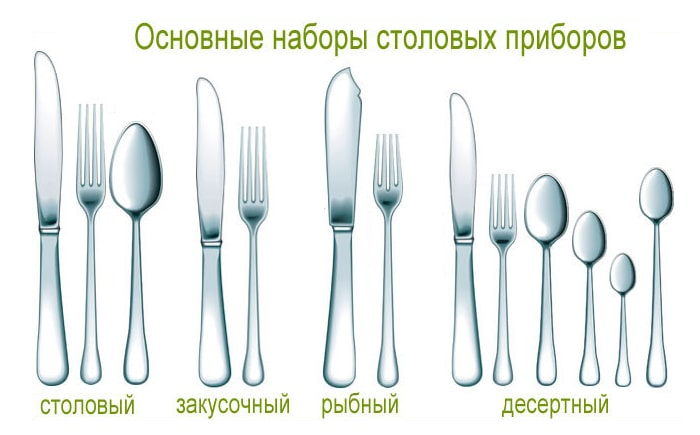 Основные наборы столовых приборов
столовый
закусочный
рыбный
десертный